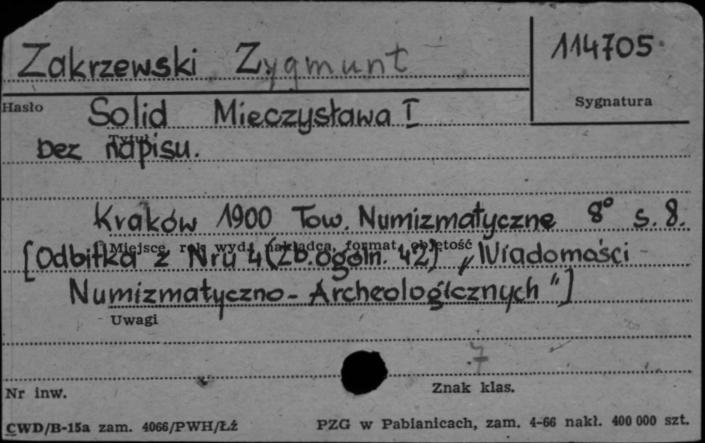 Zakrzewski Zygmunt
114705
Hasło
Sygnatura
Solid Mieczysława I
Tytuł
bez napisu.
Kraków 1900 Tow. Numizmatyczne 8° s. 8.
Miejsce, rok wyd., nakładca, format, objętość
[Odbitka z Nru 4 (zb. ogóln. 42) „Wiadomości
Numizmatyczno-Archeologicznych"]
Uwagi
7
Nr inw.
Znak klas.
CWD/B-15a zam. 4066/PWH/Łż
PZG w Pabianicach, zam. 4-66 nakł. 400 000 szt.